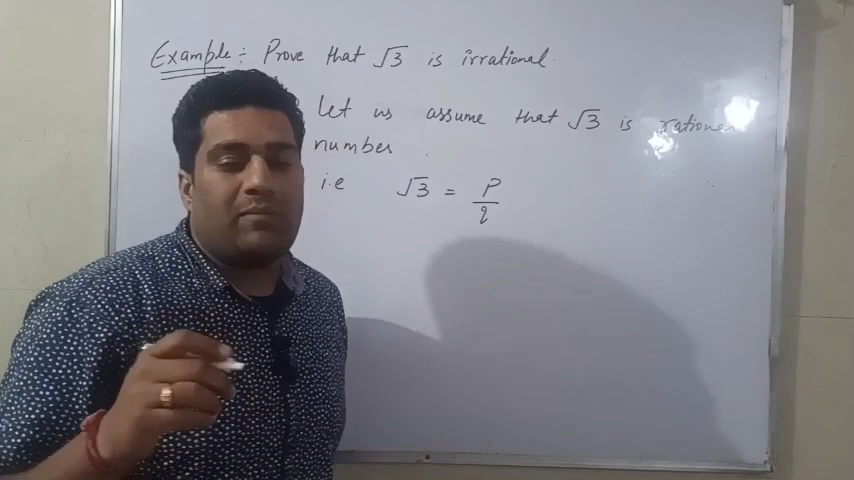 Example :- Prove that √3 is irrational.
Let us assume that √3 is rational
number.
i.e √3 = p/q